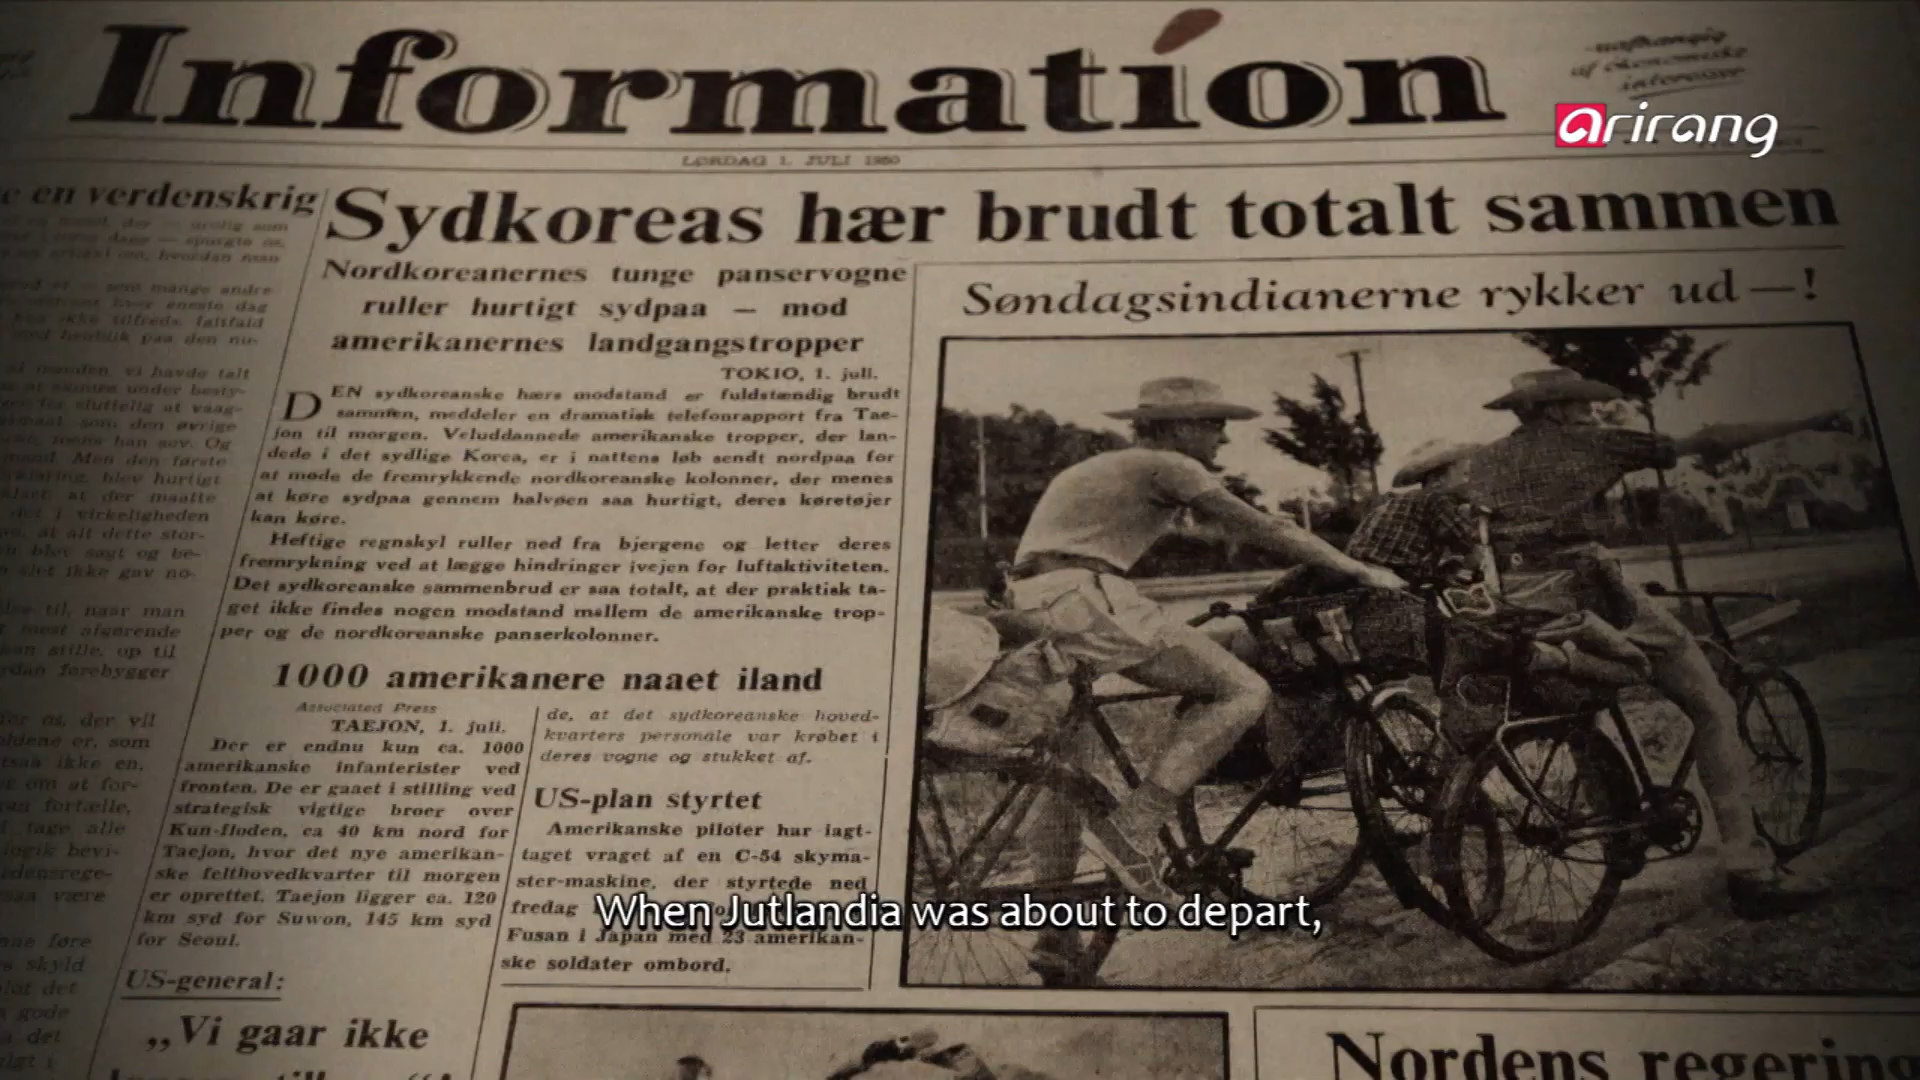 Information
uafhængig
af økonomiske
interesser
arirang
LØRDAG 1. JULI 1950
en verdenskrig
Sydkoreas hær brudt totalt sammen
Nordkoreanernes tunge panservogne
ruller hurtigt sydpaa — mod
amerikanernes landgangstropper
TOKIO, 1. juli.
DEN sydkoreanske hærs modstand er fuldstændig brudt
sammen, meddeler en dramatisk telefonrapport fra Tae-
jon til morgen. Veluddannede amerikanske tropper, der lan-
dede i det sydlige Korea, er i nattens løb sendt nordpaa for
at møde de fremrykkende nordkoreanske kolonner, der menes
at køre sydpaa gennem halvøen saa hurtigt, deres køretøjer
kan køre.
Heftige regnskyl ruller ned fra bjergene og letter deres
fremrykning ved at lægge hindringer ivejen for luftaktiviteten.
Det sydkoreanske sammenbrud er saa totalt, at der praktisk ta-
get ikke findes nogen modstand mellem de amerikanske trop-
per og de nordkoreanske panserkolonner.
1000 amerikanere naaet iland
Associated Press
TAEJON, 1. juli.
Der er endnu kun ca. 1000
amerikanske infanterister ved
fronten. De er gaaet i stilling ved
strategisk vigtige broer over
Kun-floden, ca 40 km nord for
Taejon, hvor det nye amerikan-
ske felthovedkvarter til morgen
er oprettet. Taejon ligger ca. 120
km syd for Suwon, 145 km syd
for Seoul.
US-general:
„Vi gaar ikke
de, at det sydkoreanske hoved-
kvarters personale var krøbet i
deres vogne og stukket af.
US-plan styrtet
Amerikanske piloter har iagt-
taget vraget af en C-54 skyma-
ster-maskine, der styrtede ned
fredag
Fusan i Japan med 23 amerikan-
ske soldater ombord.
Søndagsindianerne rykker ud —!
When Jutlandia was about to depart,
Nordens regering